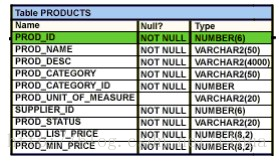 Table PRODUCTS
Name Null? Type
PROD_ID NOT NULL NUMBER(6)
PROD_NAME NOT NULL VARCHAR2(50)
PROD_DESC NOT NULL VARCHAR2(4000)
PROD_CATEGORY NOT NULL VARCHAR2(50)
PROD_CATEGORY_ID NOT NULL NUMBER
PROD_UNIT_OF_MEASURE VARCHAR2(20)
SUPPLIER_ID NOT NULL NUMBER(6)
PROD_STATUS NOT NULL VARCHAR2(20)
PROD_LIST_PRICE NOT NULL NUMBER(8,2)
PROD_MIN_PRICE NOT NULL NUMBER(8,2)